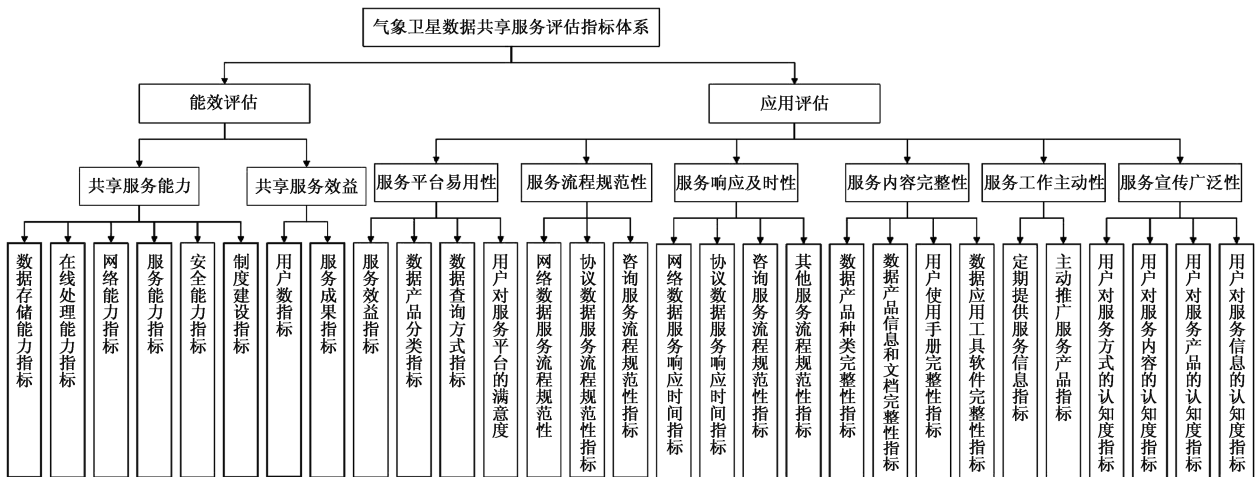 气象卫星数据共享服务评估指标体系
能效评估
应用评估
共享服务能力
共享服务效益
服务平台易用性
服务流程规范性
服务响应及时性
服务内容完整性
服务工作主动性
服务宣传广泛性
数据存储能力指标
在线处理能力指标
网络能力指标
服务能力指标
安全能力指标
制度建设指标
用户数指标
服务成果指标
服务效益指标
数据产品分类指标
数据查询方式指标
用户对服务平台的满意度
网络数据服务流程规范性
协议数据服务流程规范性指标
咨询服务流程规范性指标
网络数据服务响应时间指标
协议数据服务响应时间指标
咨询服务流程规范性指标
其他服务流程规范性指标
数据产品种类完整性指标
数据产品信息和文档完整性指标
用户使用手册完整性指标
数据应用工具软件完整性指标
定期提供服务信息指标
主动推广服务产品指标
用户对服务方式的认知度指标
用户对服务内容的认知度指标
用户对服务产品的认知度指标
用户对服务信息的认知度指标